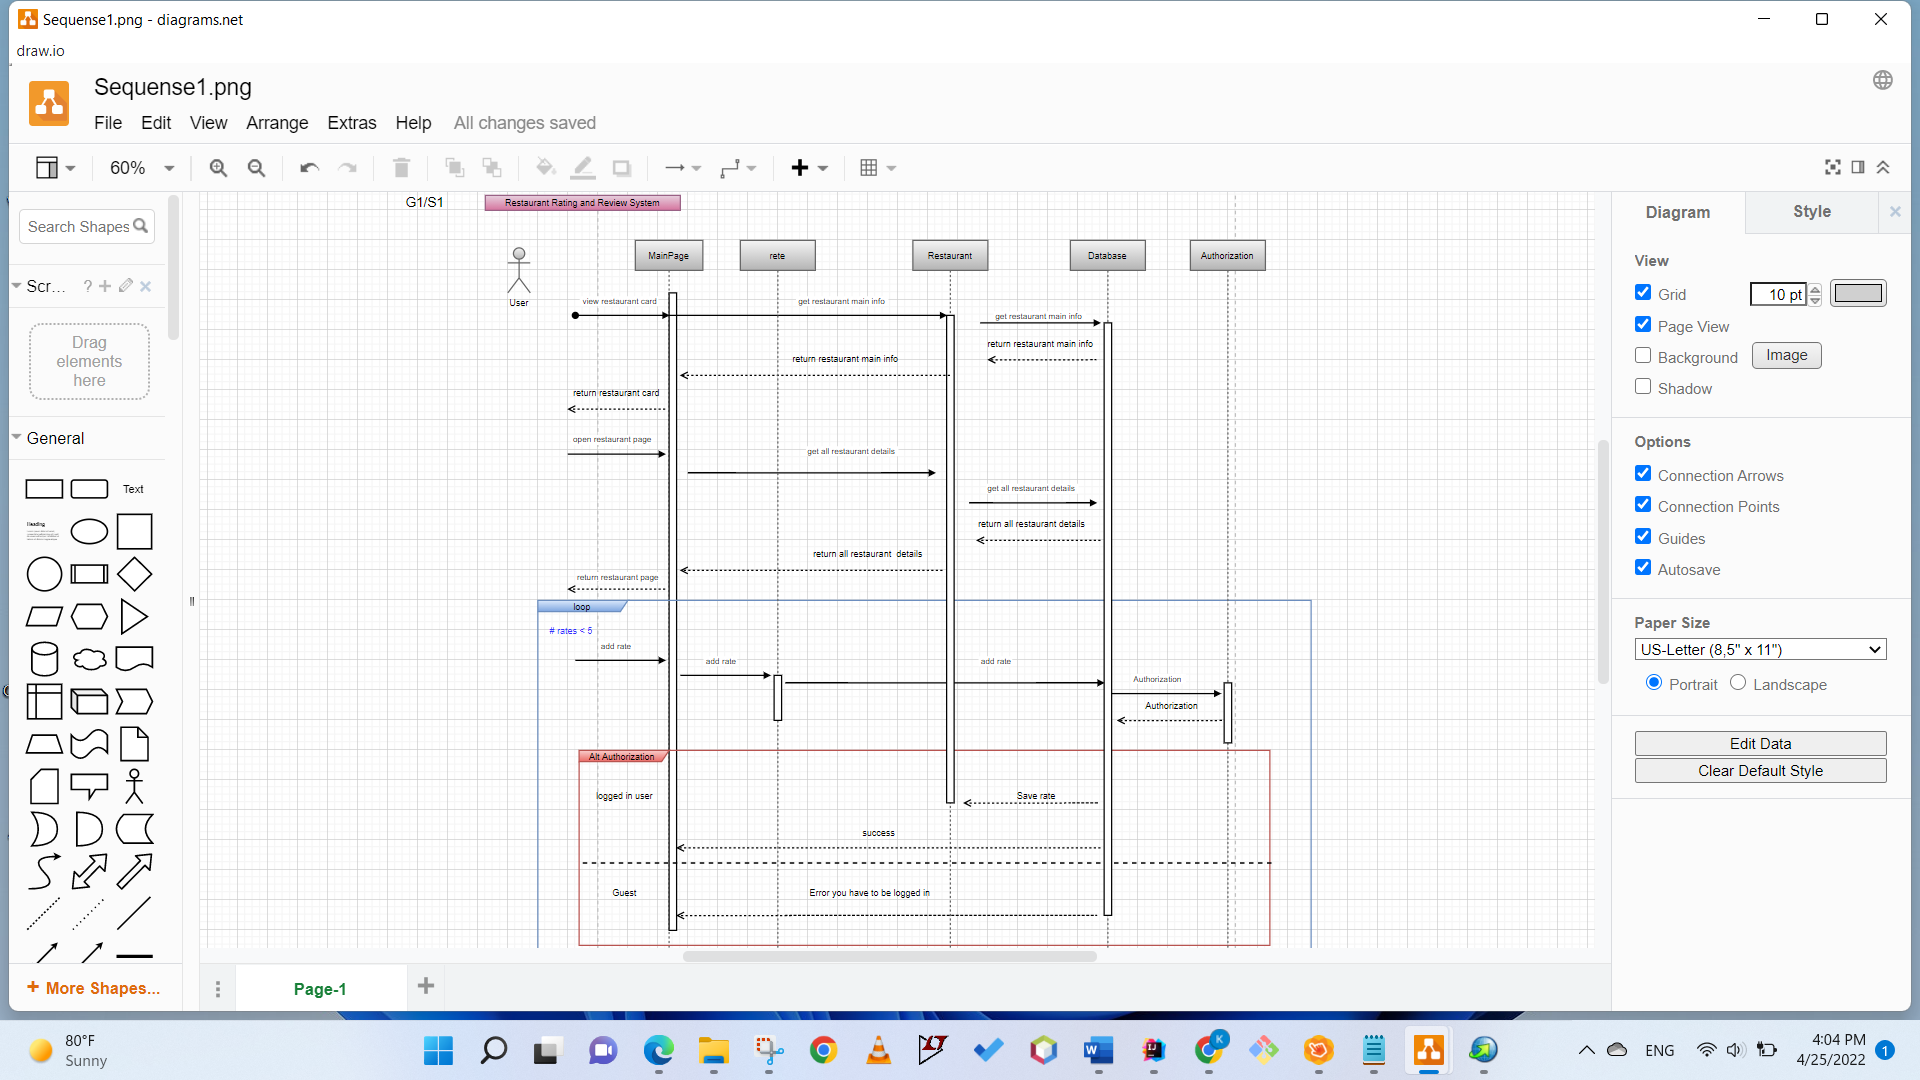 Sequense1.png - diagrams.net
draw.io
Sequense1.png
File Edit View Arrange Extras Help All changes saved
60%
Search Shapes
Scr... ?
Drag
elements
here
General
Text
Heading
+ More Shapes...
G1/S1
Restaurant Rating and Review System
User
MainPage
rete
Restaurant
Database
Authorization
view restaurant card
get restaurant main info
get restaurant main info
return restaurant main info
return restaurant main info
return restaurant card
open restaurant page
get all restaurant details
get all restaurant details
return all restaurant details
return all restaurant details
return restaurant page
loop
# rates < 5
add rate
add rate
add rate
Authorization
Authorization
Alt Authorization
logged in user
Save rate
success
Guest
Error you have to be logged in
Page-1
Diagram
Style
View
Grid
10 pt
Page View
Background
Image
Shadow
Options
Connection Arrows
Connection Points
Guides
Autosave
Paper Size
US-Letter (8,5" x 11")
Portrait
Landscape
Edit Data
Clear Default Style
80°F
Sunny
K
W
IJ
ENG
4:04 PM
4/25/2022
1